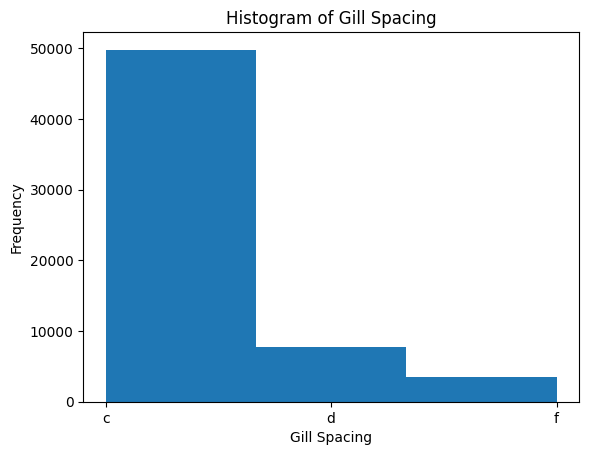 Histogram of Gill Spacing
50000
40000
30000
20000
10000
0
Frequency
c d f
Gill Spacing